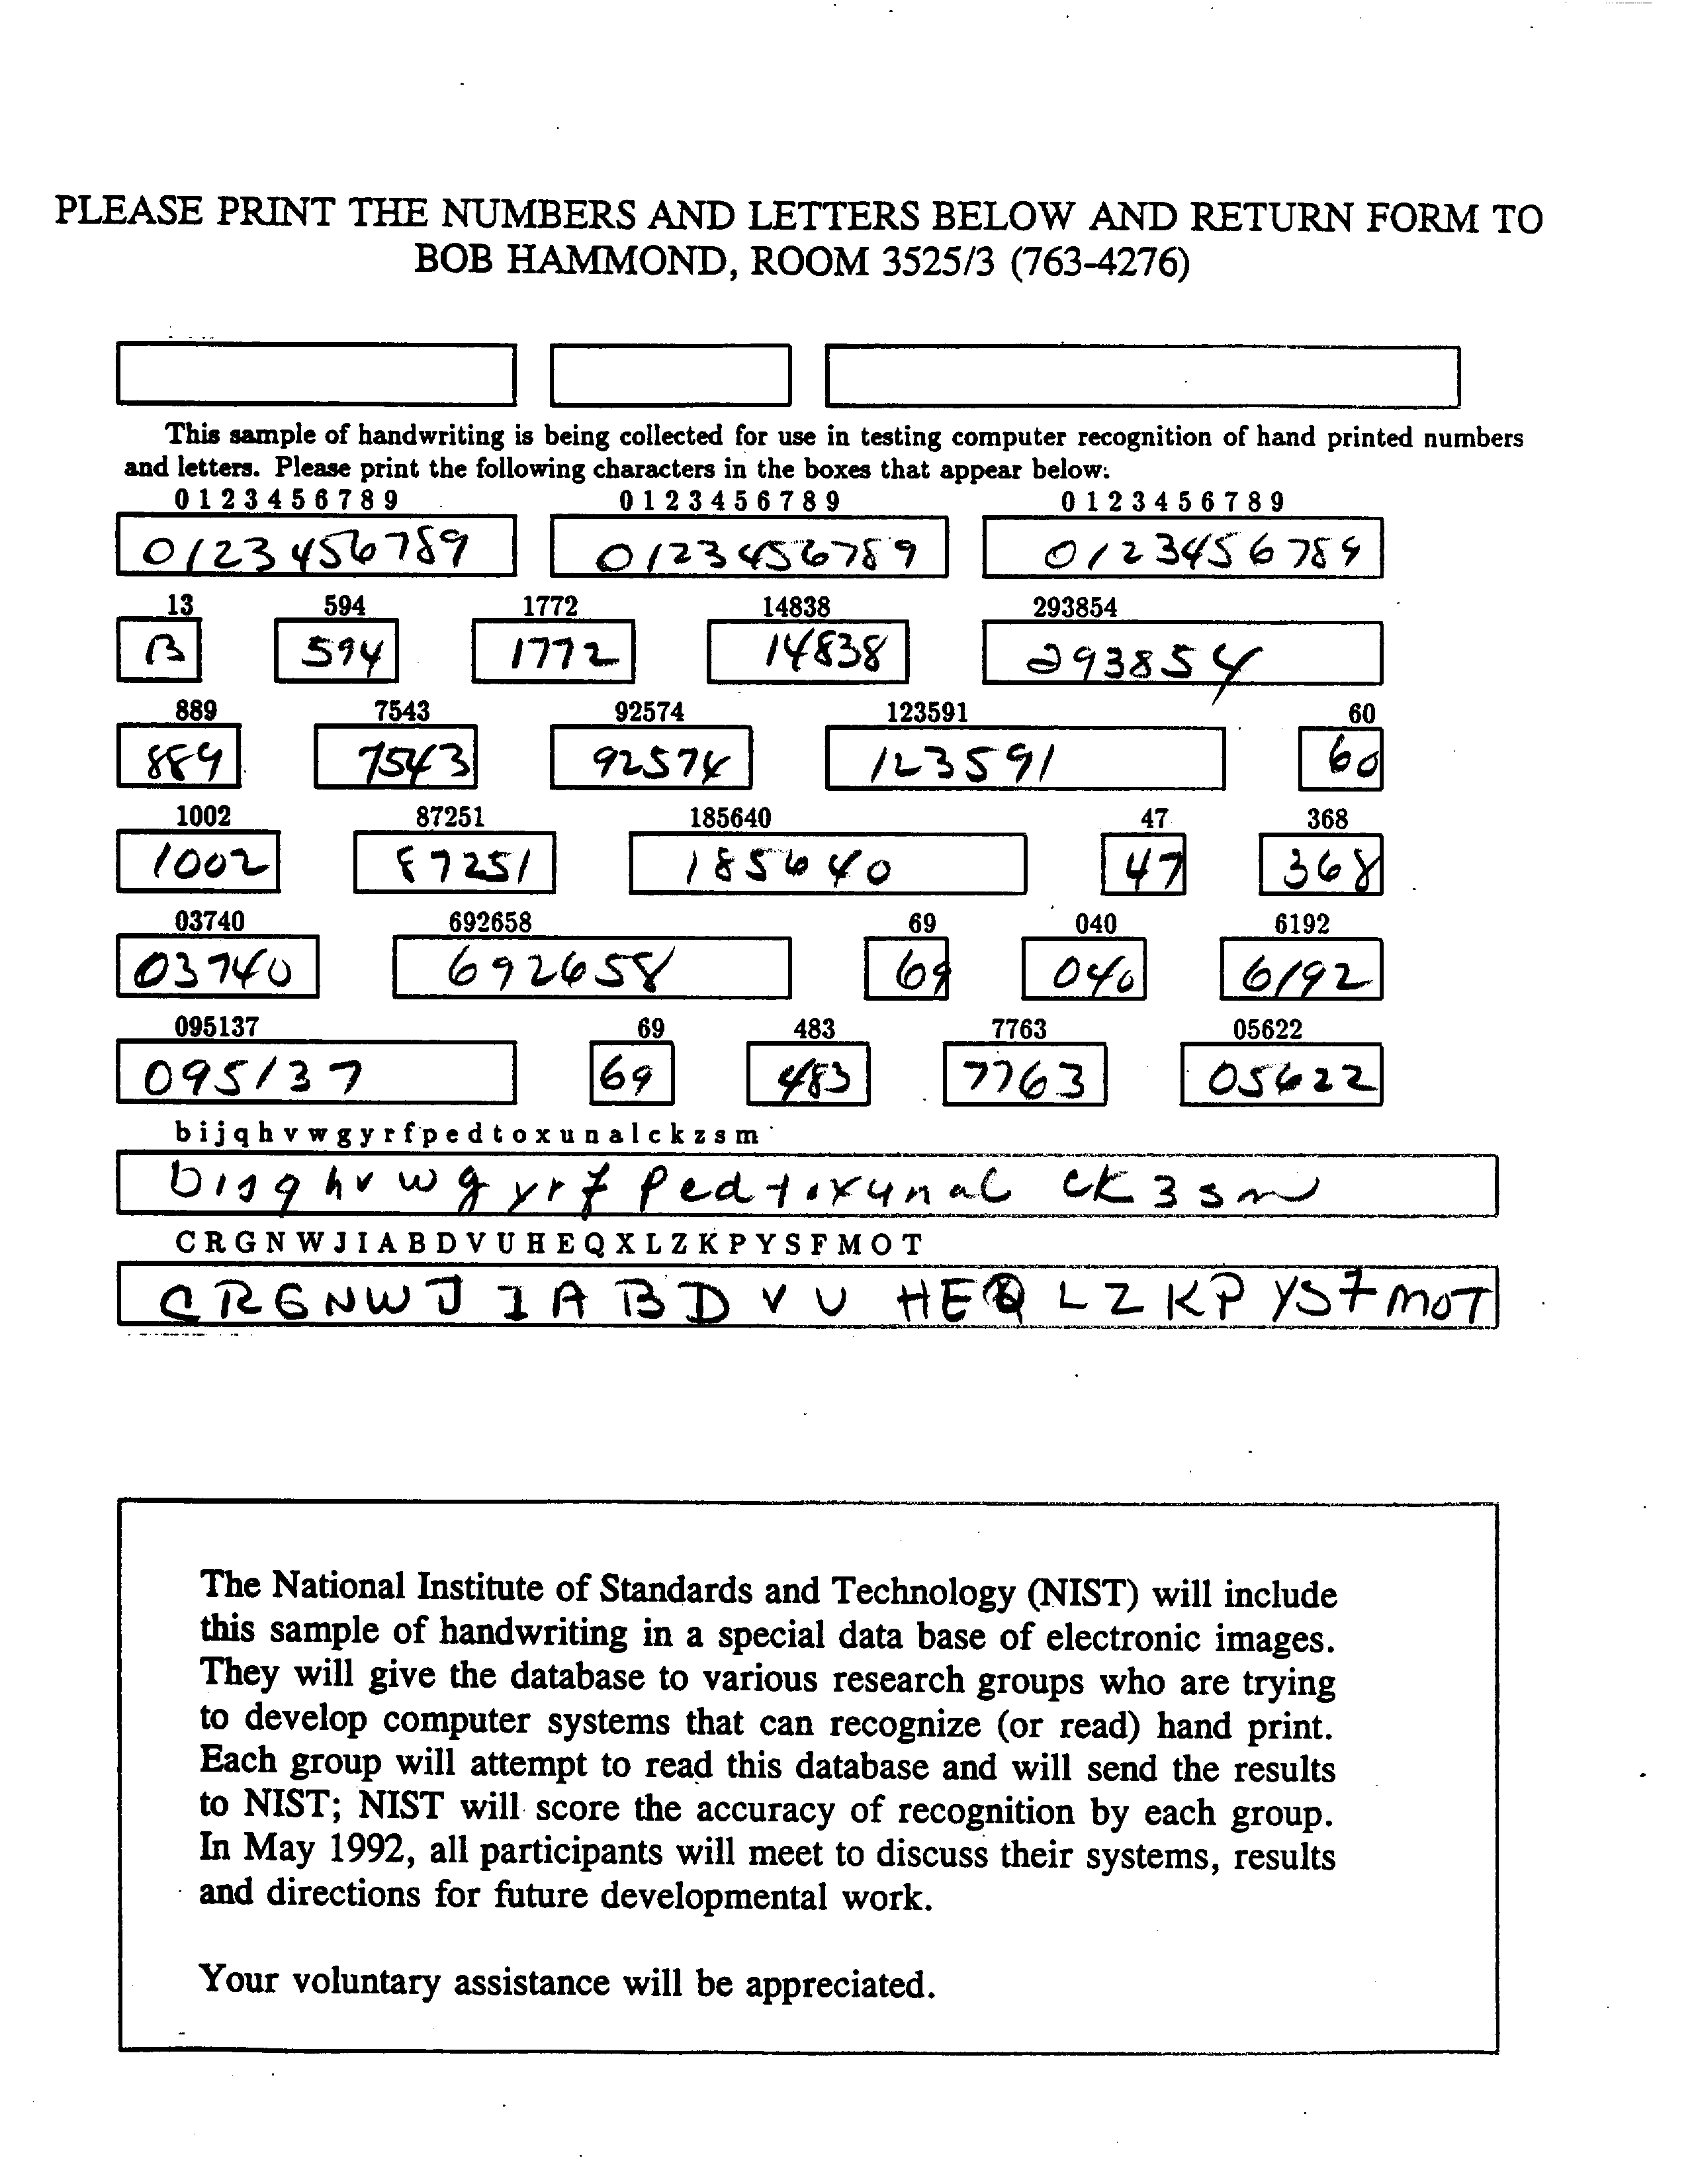 PLEASE PRINT THE NUMBERS AND LETTERS BELOW AND RETURN FORM TO
BOB HAMMOND, ROOM 3525/3 (763-4276)
This sample of handwriting is being collected for use in testing computer recognition of hand printed numbers
and letters. Please print the following characters in the boxes that appear below.
0 1 2 3 4 5 6 7 8 9 0 1 2 3 4 5 6 7 8 9 0 1 2 3 4 5 6 7 8 9
0123456789 0123456789 0123456789
13 594 1772 14838 293854
13 594 1772 14838 293854
889 7543 92574 123591 60
889 7543 92574 123591 60
1002 87251 185640 47 368
1002 87251 185640 47 368
03740 692658 69 040 6192
03740 692658 69 040 6192
095137 69 483 7763 05622
095137 69 483 7763 05622
b i j q h v w g y r f p e d t o x u n a l c k z s m
b i j q h v w g y r f p e d t o x u n a l c k z s m
C R G N W J I A B D V U H E Q X L Z K P Y S F M O T
C R G N W J I A B D V U H E Q L Z K P Y S F M O T
The National Institute of Standards and Technology (NIST) will include
this sample of handwriting in a special data base of electronic images.
They will give the database to various research groups who are trying
to develop computer systems that can recognize (or read) hand print.
Each group will attempt to read this database and will send the results
to NIST; NIST will score the accuracy of recognition by each group.
In May 1992, all participants will meet to discuss their systems, results
and directions for future developmental work.
Your voluntary assistance will be appreciated.